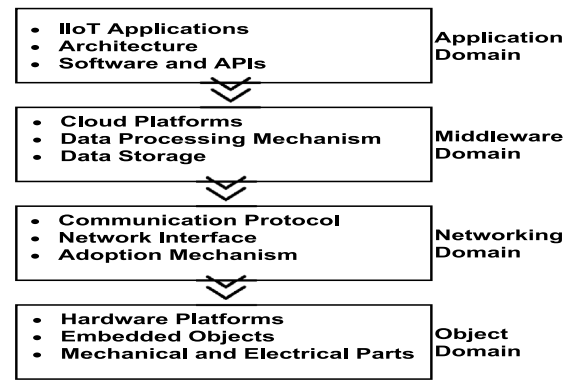 • IIoT Applications
• Architecture
• Software and APIs
Application
Domain
• Cloud Platforms
• Data Processing Mechanism
• Data Storage
Middleware
Domain
• Communication Protocol
• Network Interface
• Adoption Mechanism
Networking
Domain
• Hardware Platforms
• Embedded Objects
• Mechanical and Electrical Parts
Object
Domain